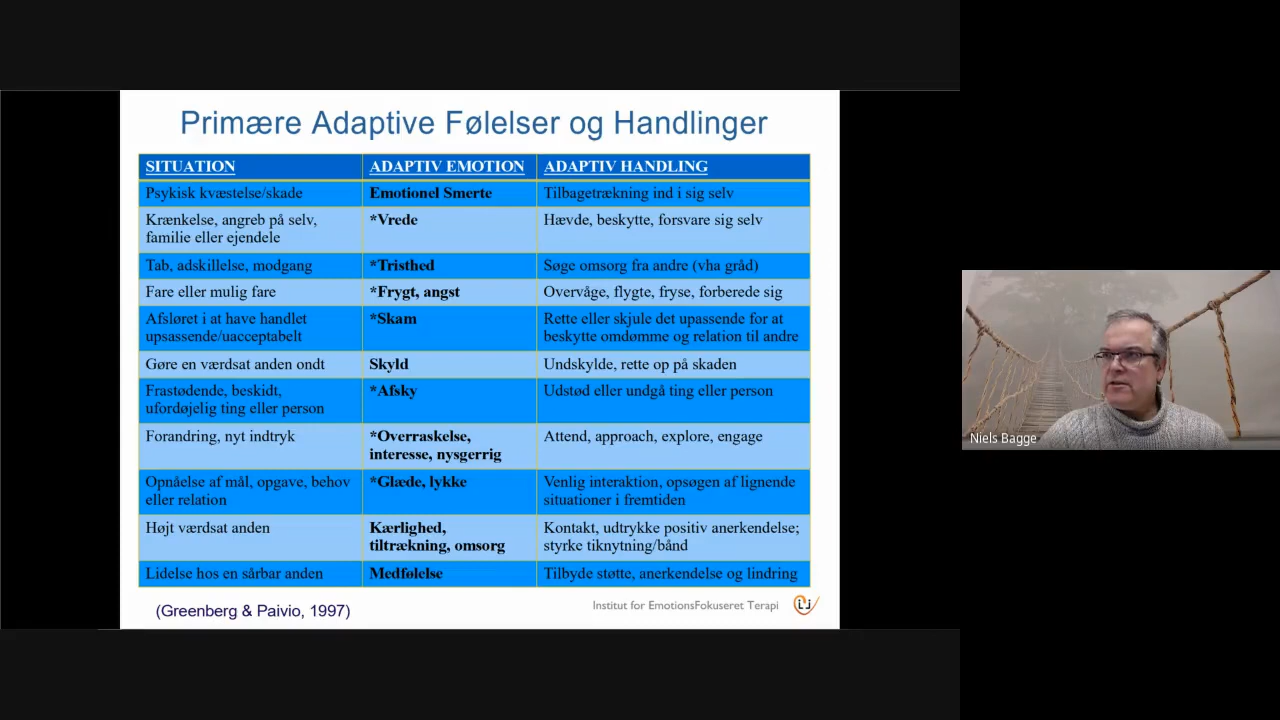 Primære Adaptive Følelser og Handlinger
SITUATION ADAPTIV EMOTION ADAPTIV HANDLING
Psykisk kvæstelse/skade Emotionel Smerte Tilbagetrækning ind i sig selv
Krænkelse, angreb på selv, *Vrede Hævde, beskytte, forsvare sig selv
familie eller ejendele
Tab, adskillelse, modgang *Tristhed Søge omsorg fra andre (vha gråd)
Fare eller mulig fare *Frygt, angst Overvåge, flygte, fryse, forberede sig
Afsløret i at have handlet *Skam Rette eller skjule det upassende for at
upsassende/uacceptabelt beskytte omdømme og relation til andre
Gøre en værdsat anden ondt Skyld Undskylde, rette op på skaden
Frastødende, beskidt, *Afsky Udstød eller undgå ting eller person
ufordøjelig ting eller person
Forandring, nyt indtryk *Overraskelse, Attend, approach, explore, engage
interesse, nysgerrig
Opnåelse af mål, opgave, behov *Glæde, lykke Venlig interaktion, opsøgen af lignende
eller relation situationer i fremtiden
Højt værdsat anden Kærlighed, Kontakt, udtrykke positiv anerkendelse;
tiltrækning, omsorg styrke tiknytning/bånd
Lidelse hos en sårbar anden Medfølelse Tilbyde støtte, anerkendelse og lindring
(Greenberg & Paivio, 1997)
Institut for EmotionsFokuseret Terapi
Niels Bagge